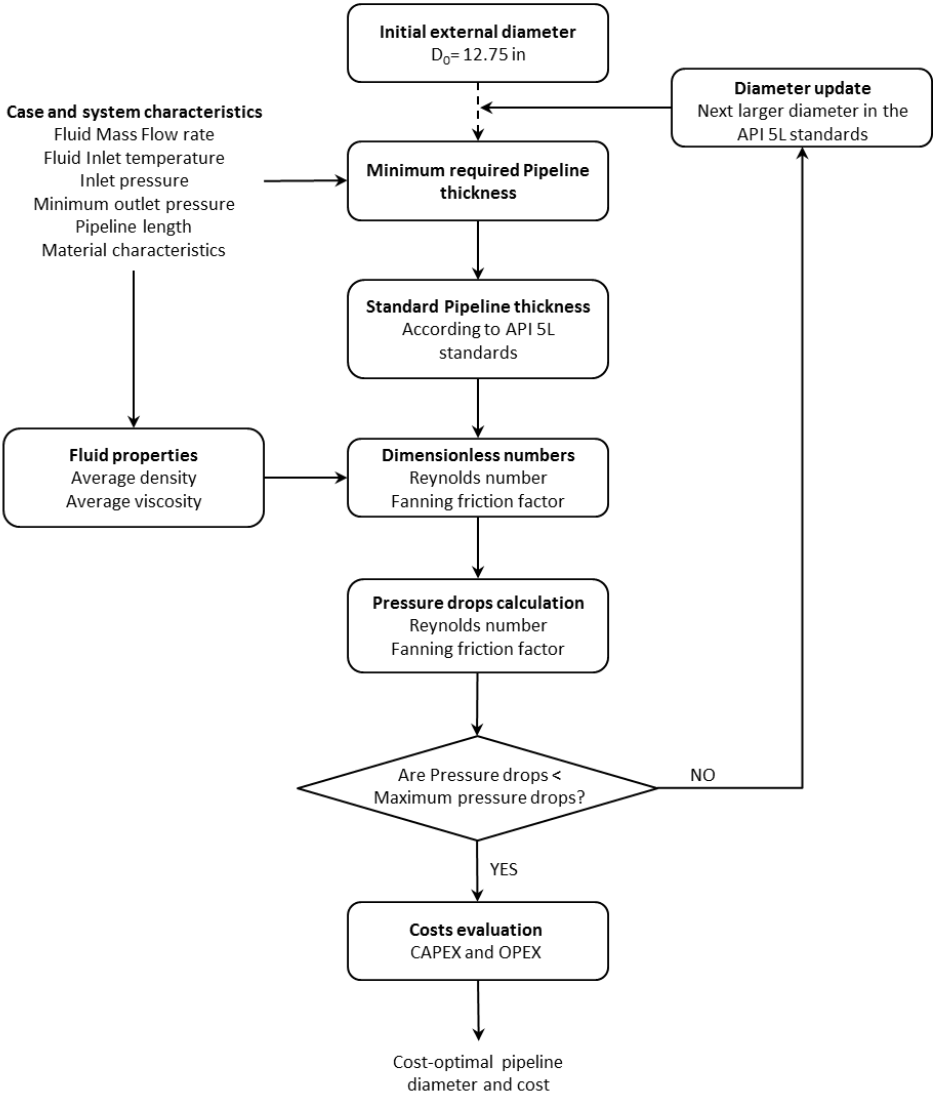 Initial external diameter
D₀= 12.75 in
Diameter update
Next larger diameter in the
API 5L standards
Case and system characteristics
Fluid Mass Flow rate
Fluid Inlet temperature
Inlet pressure
Minimum outlet pressure
Pipeline length
Material characteristics
Minimum required Pipeline
thickness
Standard Pipeline thickness
According to API 5L
standards
Fluid properties
Average density
Average viscosity
Dimensionless numbers
Reynolds number
Fanning friction factor
Pressure drops calculation
Reynolds number
Fanning friction factor
Are Pressure drops <
Maximum pressure drops?
NO
YES
Costs evaluation
CAPEX and OPEX
Cost-optimal pipeline
diameter and cost